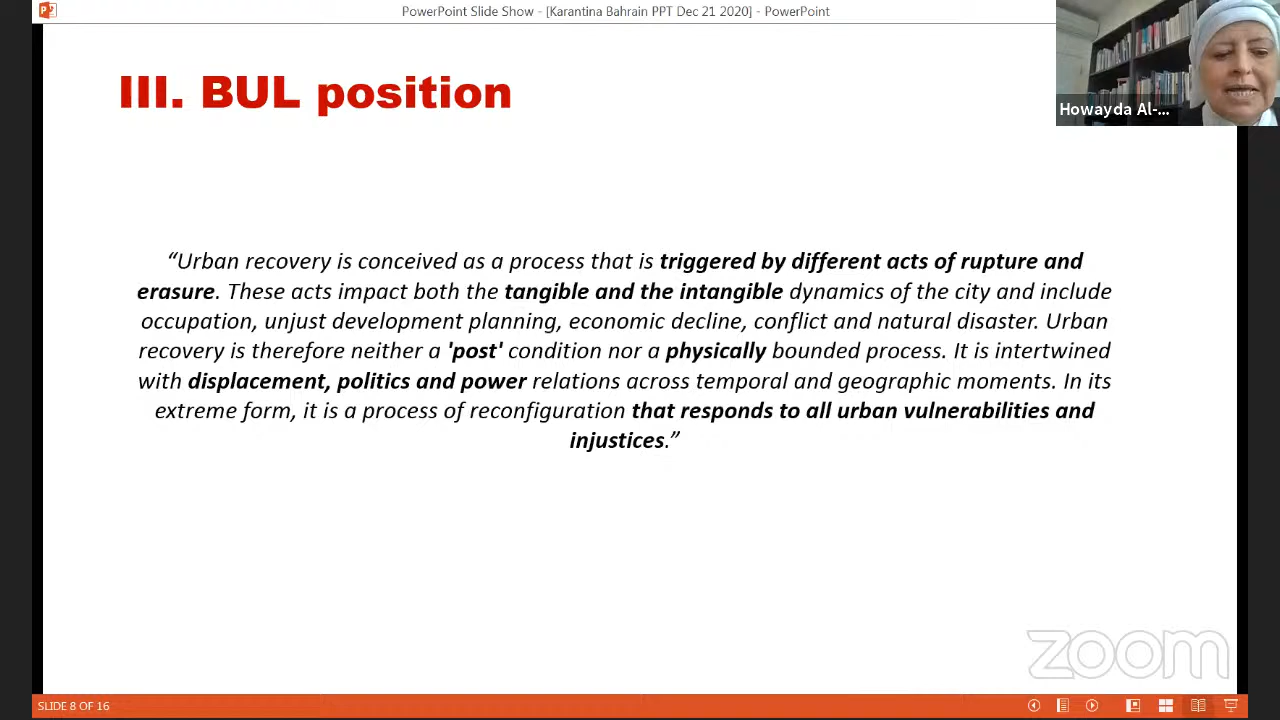 PowerPoint Slide Show - [Karantina Bahrain PPT Dec 21 2020] - PowerPoint
Howayda Al-...
III. BUL position
“Urban recovery is conceived as a process that is triggered by different acts of rupture and
erasure. These acts impact both the tangible and the intangible dynamics of the city and include
occupation, unjust development planning, economic decline, conflict and natural disaster. Urban
recovery is therefore neither a 'post' condition nor a physically bounded process. It is intertwined
with displacement, politics and power relations across temporal and geographic moments. In its
extreme form, it is a process of reconfiguration that responds to all urban vulnerabilities and
injustices.”
zoom
SLIDE 8 OF 16